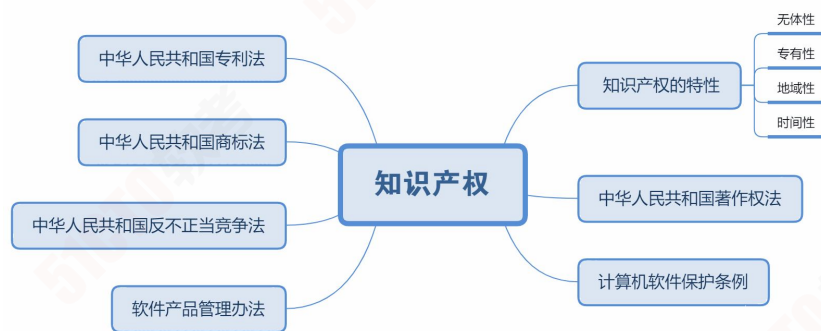 知识产权
知识产权的特性
无体性
专有性
地域性
时间性
中华人民共和国著作权法
计算机软件保护条例
中华人民共和国专利法
中华人民共和国商标法
中华人民共和国反不正当竞争法
软件产品管理办法